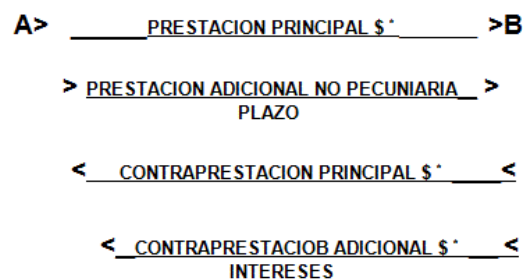 A> PRESTACION PRINCIPAL $ * >B
> PRESTACION ADICIONAL NO PECUNIARIA >
PLAZO
< CONTRAPRESTACION PRINCIPAL $ * <
< CONTRAPRESTACIOB ADICIONAL $ * <
INTERESES